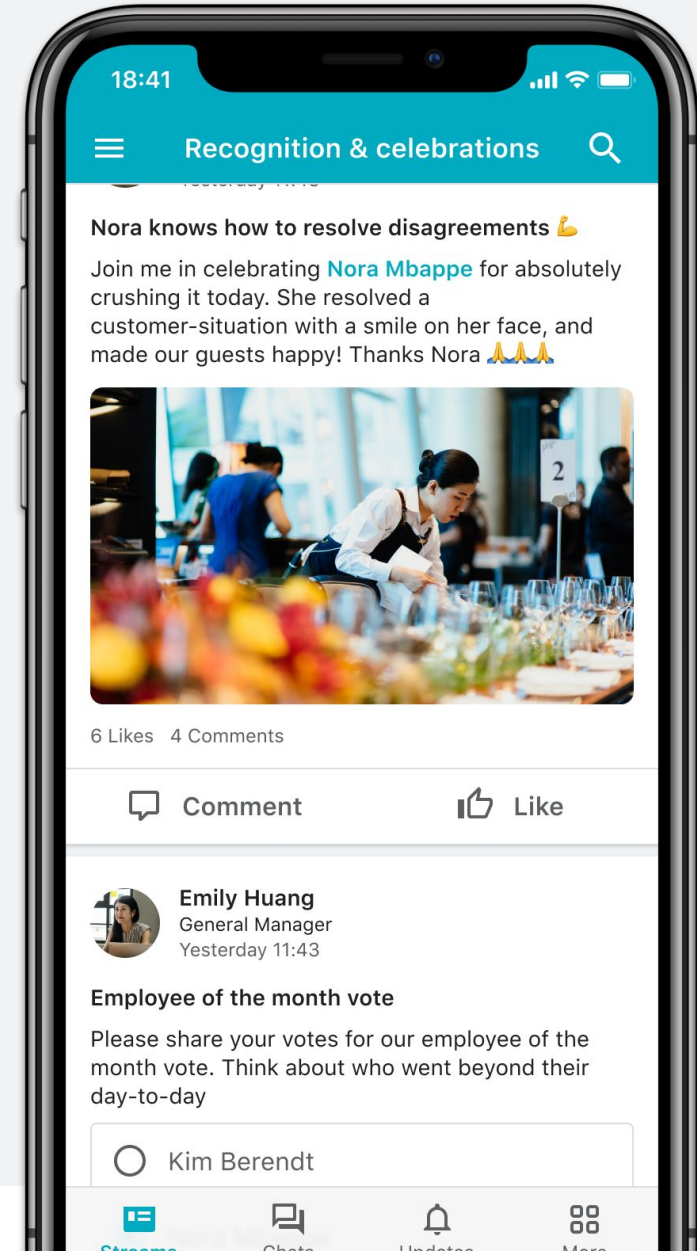 18:41
Recognition & celebrations
Nora knows how to resolve disagreements 💪
Join me in celebrating Nora Mbappe for absolutely
crushing it today. She resolved a
customer-situation with a smile on her face, and
made our guests happy! Thanks Nora 🙏🙏🙏
2
6 Likes 4 Comments
Comment Like
Emily Huang
General Manager
Yesterday 11:43
Employee of the month vote
Please share your votes for our employee of the
month vote. Think about who went beyond their
day-to-day
Kim Berendt
Streams Chats Updates More